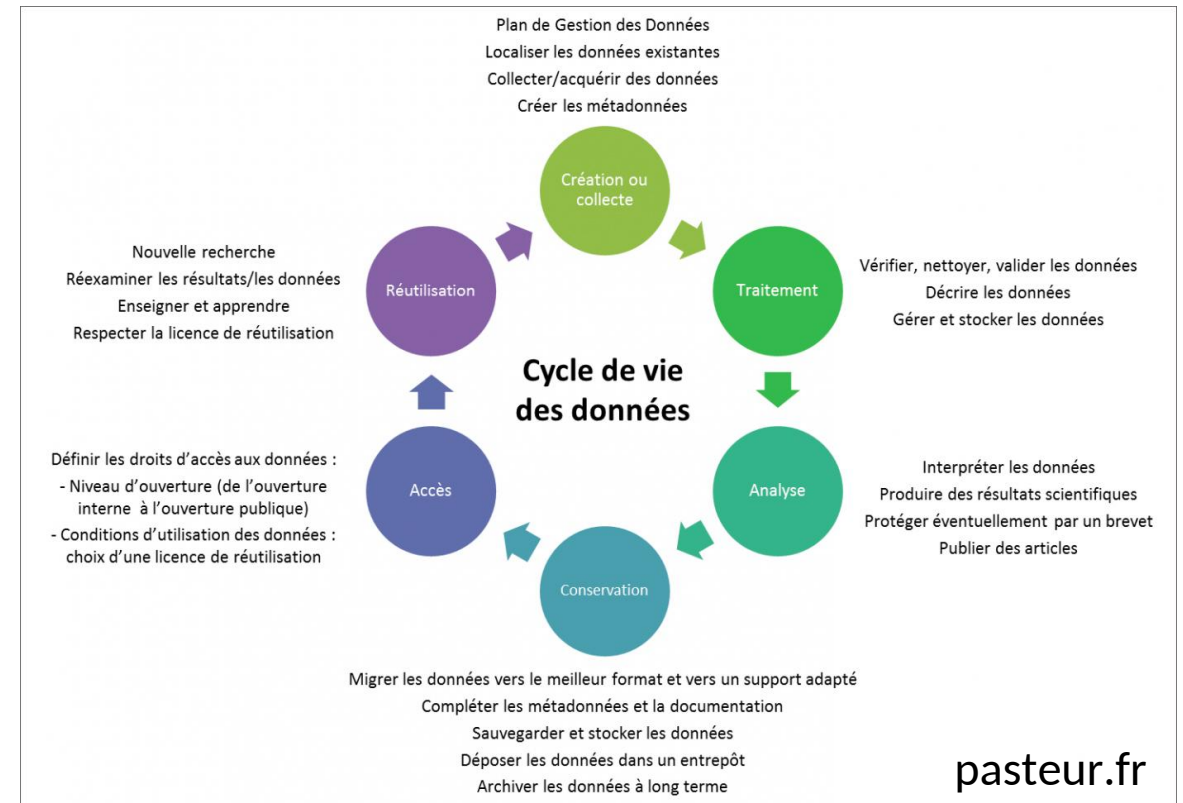 Plan de Gestion des Données
Localiser les données existantes
Collecter/acquérir des données
Créer les métadonnées
Création ou
collecte
Traitement
Vérifier, nettoyer, valider les données
Décrire les données
Gérer et stocker les données
Analyse
Interpréter les données
Produire des résultats scientifiques
Protéger éventuellement par un brevet
Publier des articles
Conservation
Migrer les données vers le meilleur format et vers un support adapté
Compléter les métadonnées et la documentation
Sauvegarder et stocker les données
Déposer les données dans un entrepôt
Archiver les données à long terme
Accès
Définir les droits d'accès aux données :
- Niveau d'ouverture (de l'ouverture
interne à l'ouverture publique)
- Conditions d'utilisation des données :
choix d'une licence de réutilisation
Réutilisation
Nouvelle recherche
Réexaminer les résultats/les données
Enseigner et apprendre
Respecter la licence de réutilisation
Cycle de vie
des données
pasteur.fr